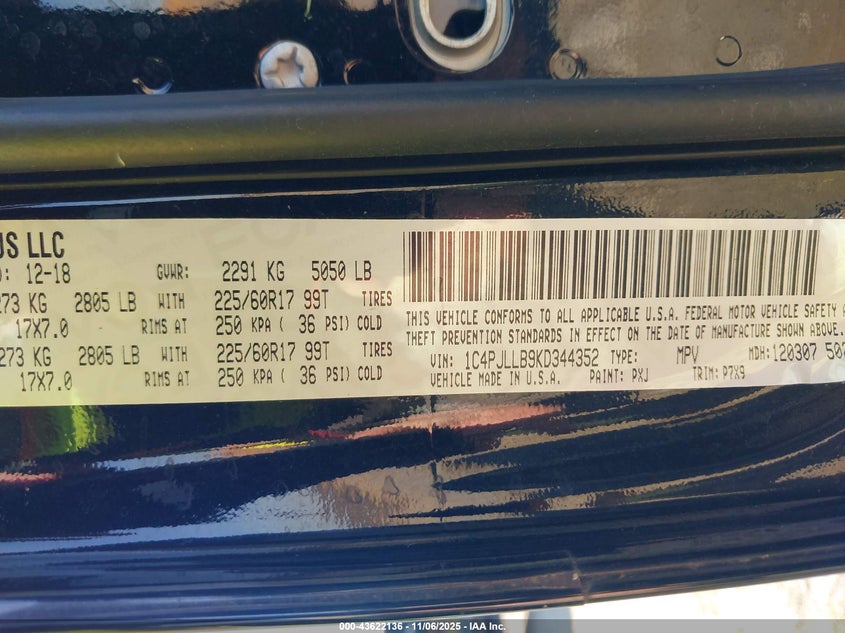 US LLC
: 12-18 GVWR: 2291 KG 5050 LB
273 KG 2805 LB WITH 225/60R17 99T TIRES
17X7.0 RIMS AT 250 KPA ( 36 PSI) COLD
273 KG 2805 LB WITH 225/60R17 99T TIRES
17X7.0 RIMS AT 250 KPA ( 36 PSI) COLD
THIS VEHICLE CONFORMS TO ALL APPLICABLE U.S.A. FEDERAL MOTOR VEHICLE SAFETY
THEFT PREVENTION STANDARDS IN EFFECT ON THE DATE OF MANUFACTURE SHOWN ABOVE.
VIN: 1C4PJLLB9KD344352 TYPE: MPV MDH: 120307 507
VEHICLE MADE IN U.S.A. PAINT: PXJ TRIM: P7X9
000-43622136 - 11/06/2025 - IAA Inc.